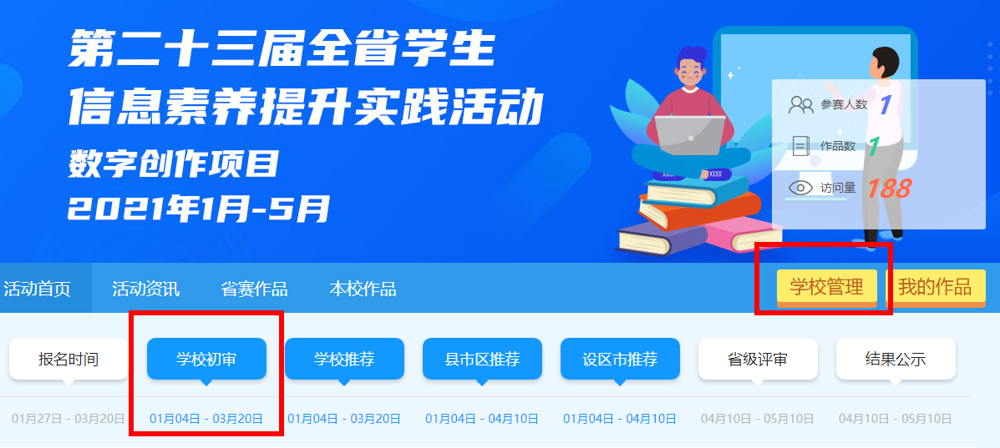 第二十三届全省学生
信息素养提升实践活动
数字创作项目
2021年1月-5月
参赛人数 1
作品数 1
访问量 188
XXXX XXXX
活动首页 活动资讯 省赛作品 本校作品 学校管理 我的作品
报名时间 学校初审 学校推荐 县市区推荐 设区市推荐 省级评审 结果公示
01月27日 - 03月20日 01月04日 - 03月20日 01月04日 - 03月20日 01月04日 - 04月10日 01月04日 - 04月10日 04月10日 - 05月10日 04月10日 - 05月10日